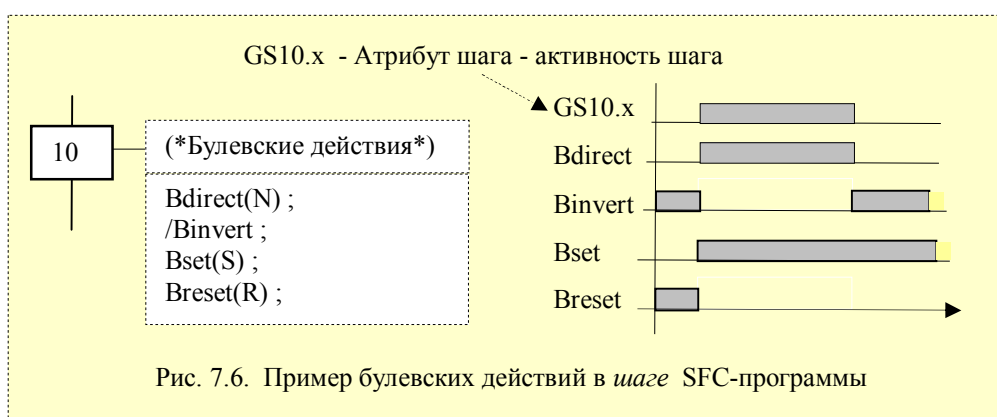 GS10.x - Атрибут шага - активность шага
10
(*Булевские действия*)
Bdirect(N) ;
/Binvert ;
Bset(S) ;
Breset(R) ;
GS10.x
Bdirect
Binvert
Bset
Breset
Рис. 7.6. Пример булевских действий в шаге SFC-программы